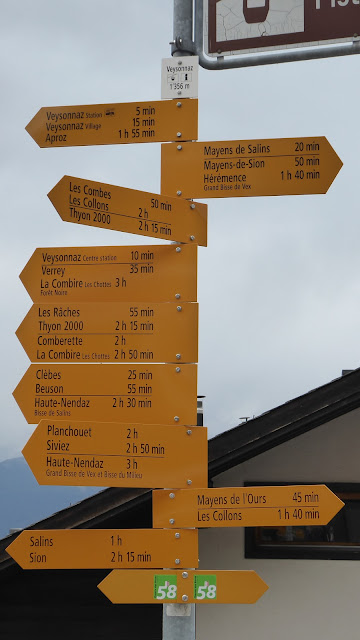 Veysonnaz
1'356 m
Veysonnaz Station 5 min
Veysonnaz Village 15 min
Aproz 1 h 55 min
Mayens de Salins 20 min
Mayens-de-Sion 50 min
Hérémence 1 h 40 min
Grand Bisse de Vex
Les Combes 50 min
Les Collons 2 h
Thyon 2000 2 h 15 min
Veysonnaz Centre station 10 min
Verrey 35 min
La Combire Les Chottes 3 h
Forêt Noire
Les Râches 55 min
Thyon 2000 2 h 15 min
Comberette 2 h
La Combire Les Chottes 2 h 50 min
Clèbes 25 min
Beuson 55 min
Haute-Nendaz 2 h 30 min
Bisse de Salins
Planchouet 2 h
Siviez 2 h 50 min
Haute-Nendaz 3 h
Grand Bisse de Vex et Bisse du Milieu
Mayens de l'Ours 45 min
Les Collons 1 h 40 min
Salins 1 h
Sion 2 h 15 min
58 58